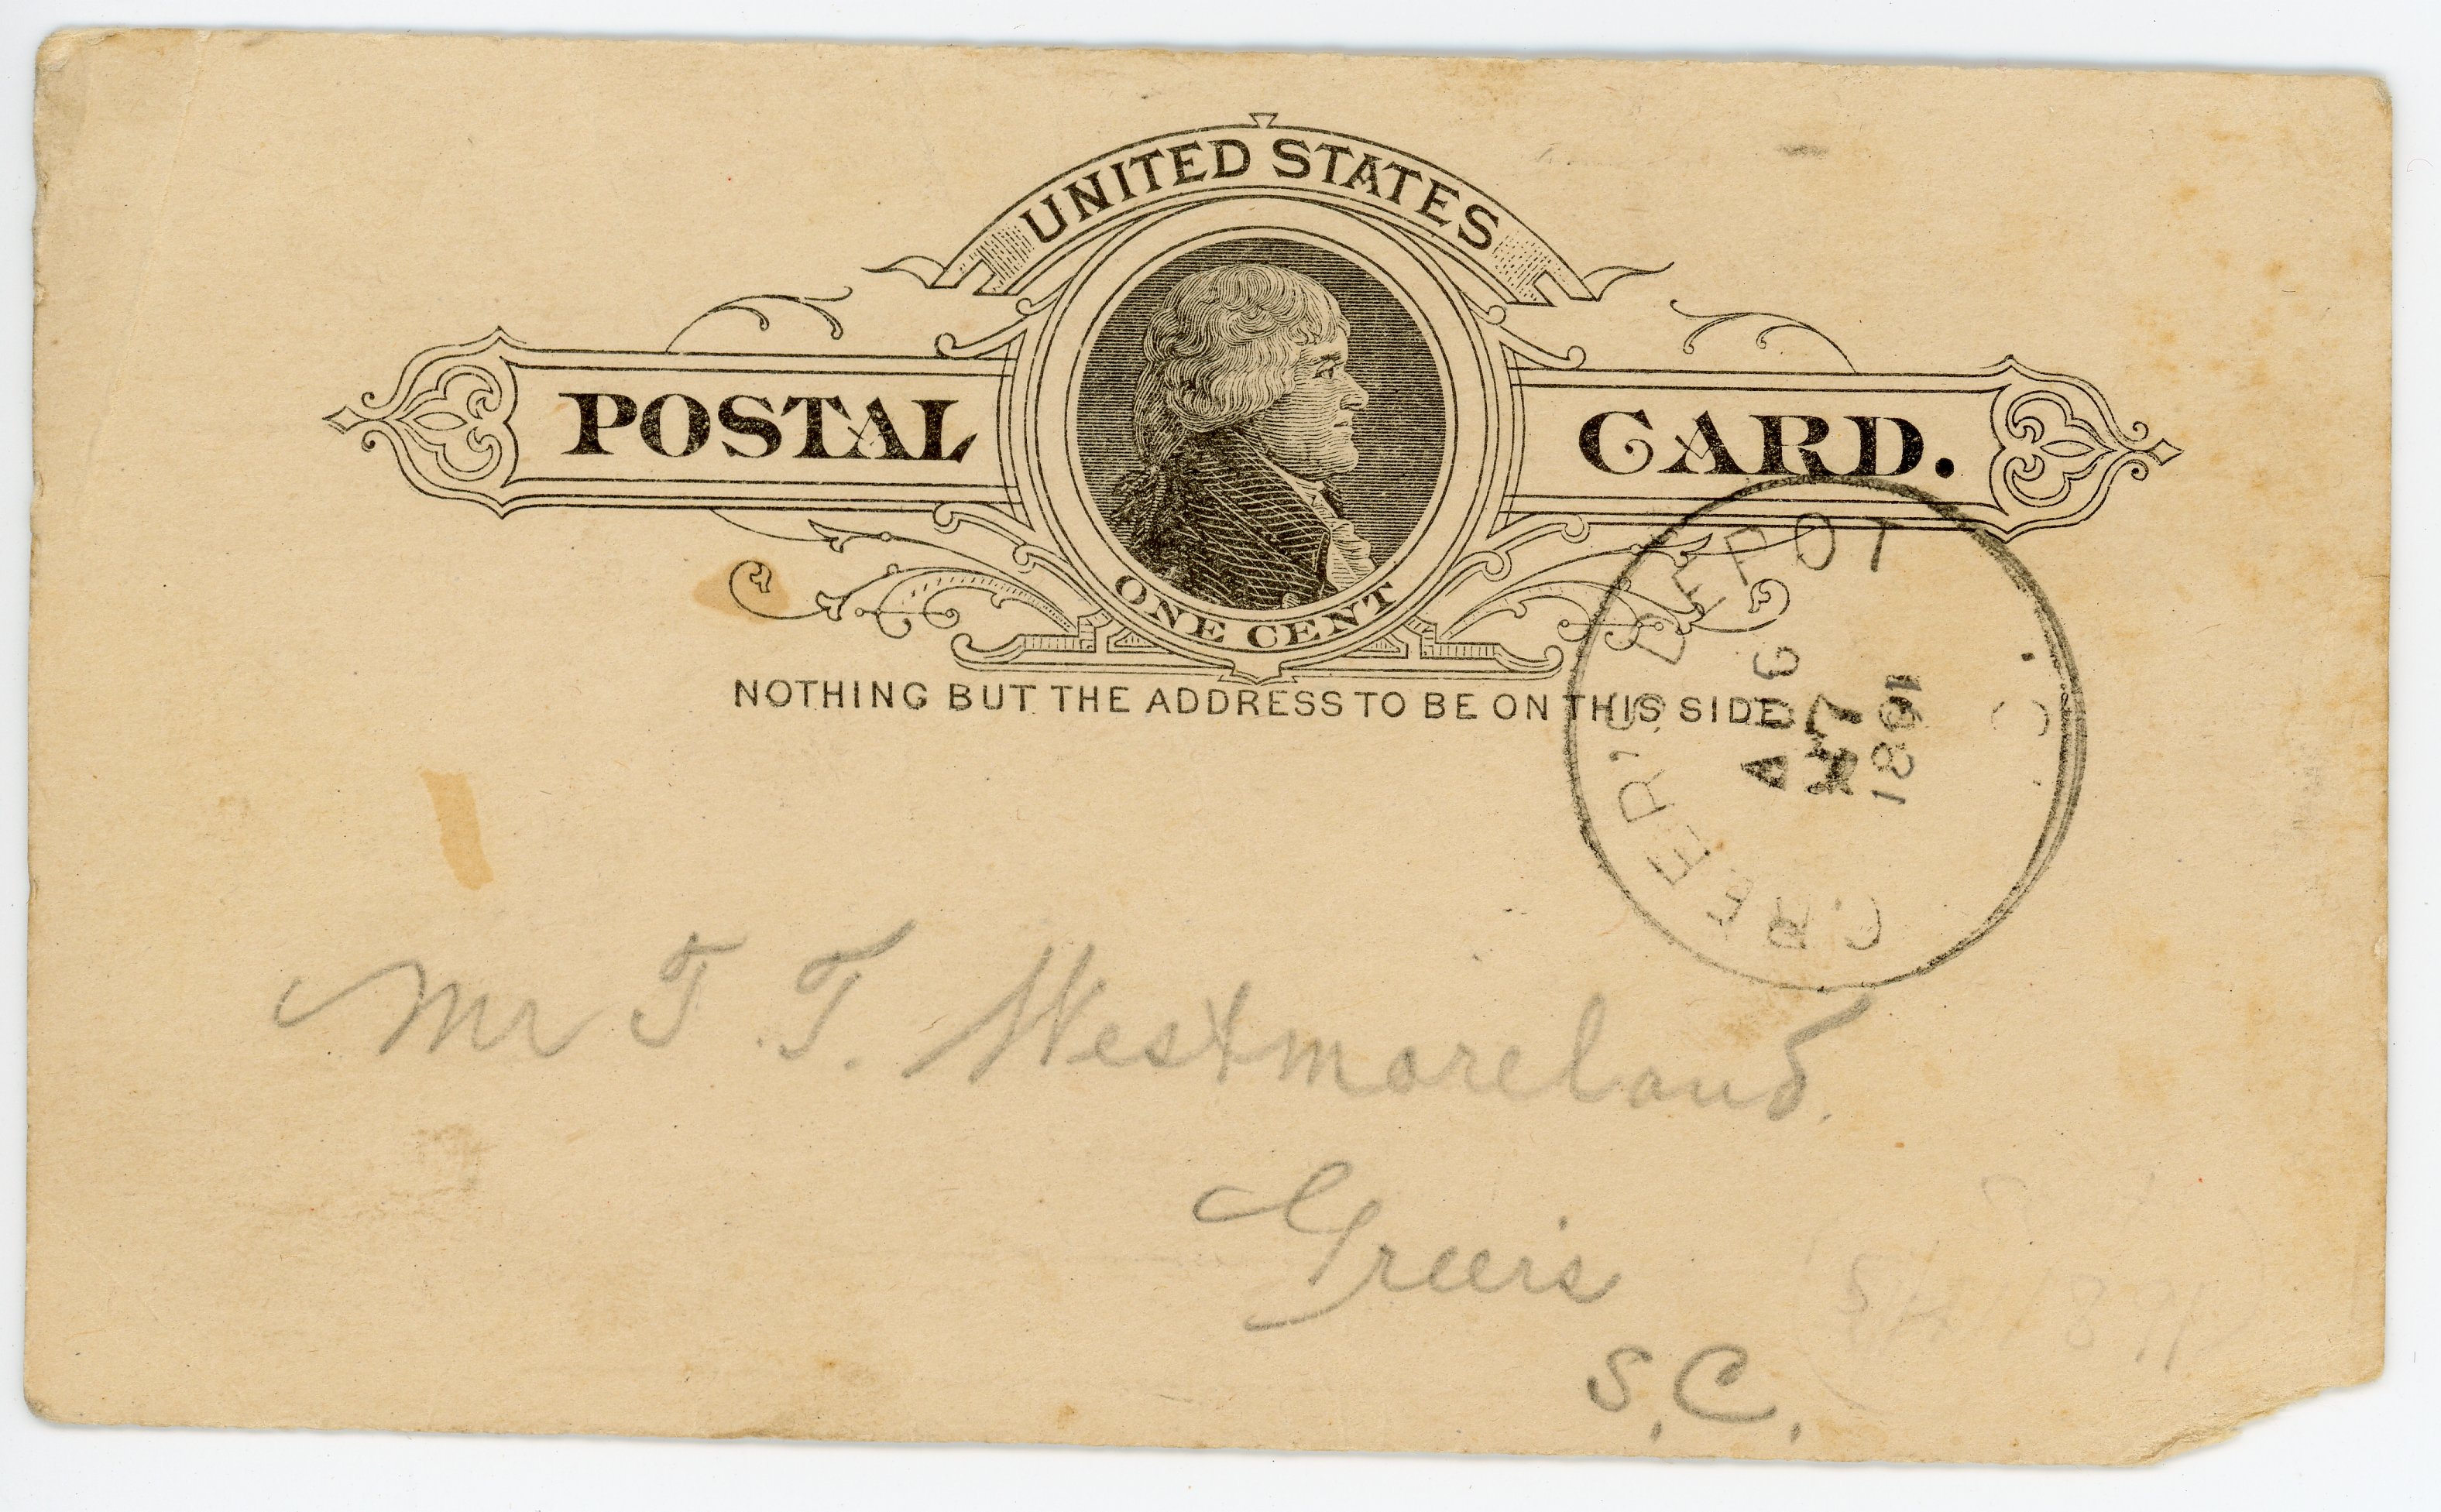 UNITED STATES
POSTAL CARD.
ONE CENT
NOTHING BUT THE ADDRESS TO BE ON THIS SIDE.
GREER'S DEPOT
C.
AUG
1891
Mr T. T. Westmoreland.
Greers
S.C.